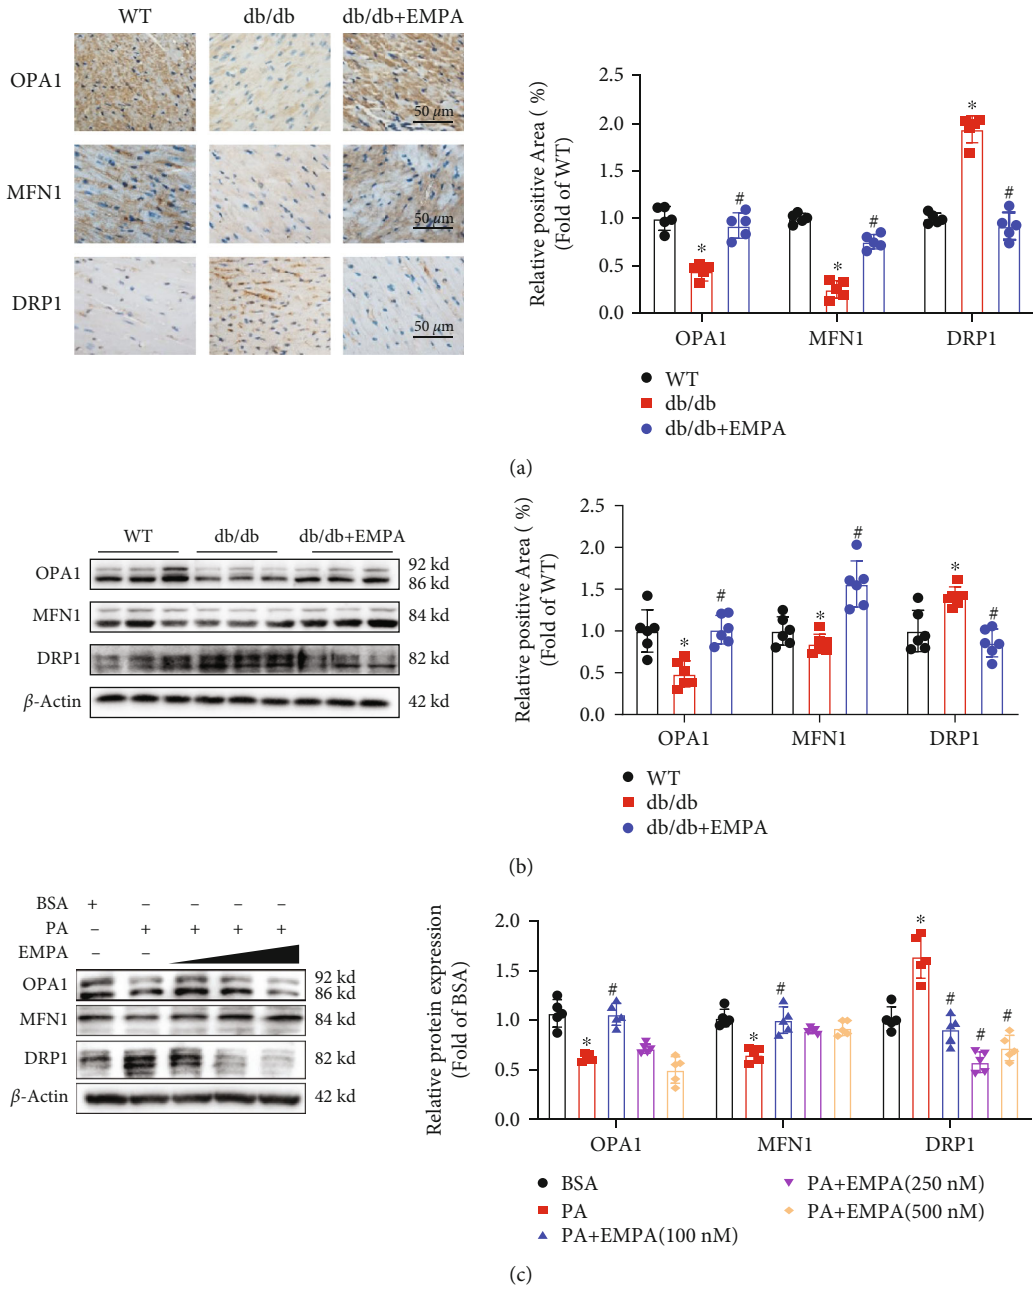 WT db/db db/db+EMPA
OPA1
50 μm
MFN1
50 μm
DRP1
50 μm
Relative positive Area ( %)
(Fold of WT)
2.5
2.0
1.5
1.0
0.5
0.0
* # * # * #
OPA1 MFN1 DRP1
WT
db/db
db/db+EMPA
(a)
WT db/db db/db+EMPA
OPA1 92 kd
86 kd
MFN1 84 kd
DRP1 82 kd
β-Actin 42 kd
Relative positive Area ( %)
(Fold of WT)
2.5
2.0
1.5
1.0
0.5
0.0
* # * # * #
OPA1 MFN1 DRP1
WT
db/db
db/db+EMPA
(b)
BSA + – – – –
PA – + + + +
EMPA – –
OPA1 92 kd
86 kd
MFN1 84 kd
DRP1 82 kd
β-Actin 42 kd
Relative protein expression
(Fold of BSA)
2.0
1.5
1.0
0.5
0.0
* # * # * # # #
OPA1 MFN1 DRP1
BSA
PA
PA+EMPA(100 nM)
PA+EMPA(250 nM)
PA+EMPA(500 nM)
(c)